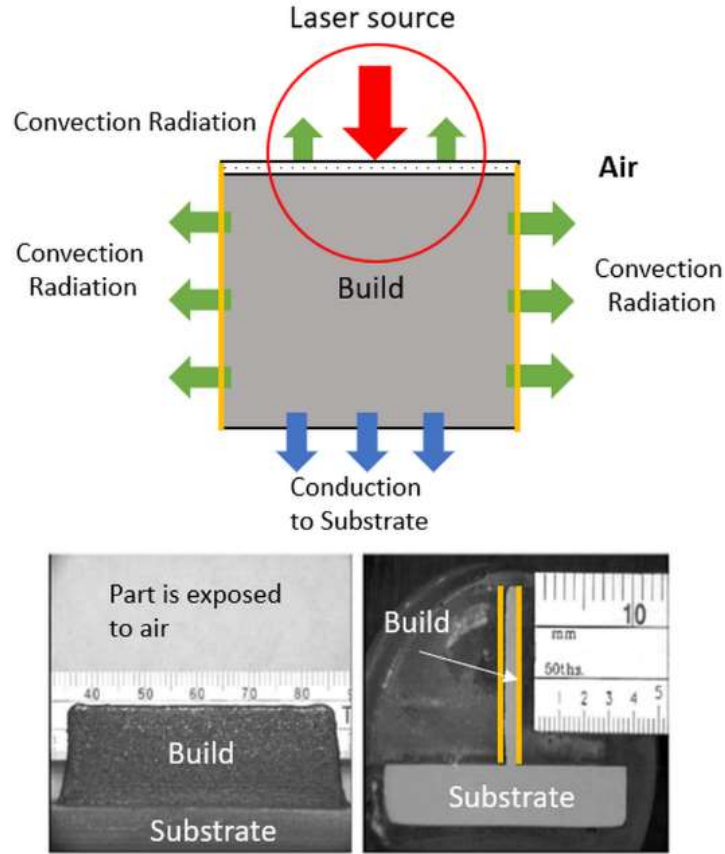 Laser source
Convection Radiation
Air
Convection
Radiation
Build
Convection
Radiation
Conduction
to Substrate
Part is exposed
to air
40 50 60 70 80
Build
Substrate
Build
10
mm
50ths.
1 2 3 4 5
Substrate